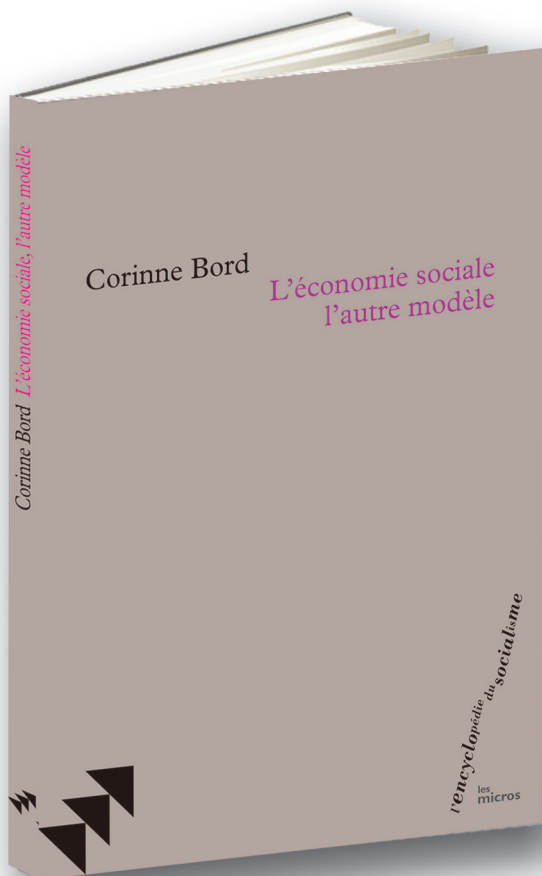 Corinne Bord L'économie sociale, l'autre modèle
Corinne Bord
L'économie sociale
l'autre modèle
l'encyclopédie du socialisme
les
micros